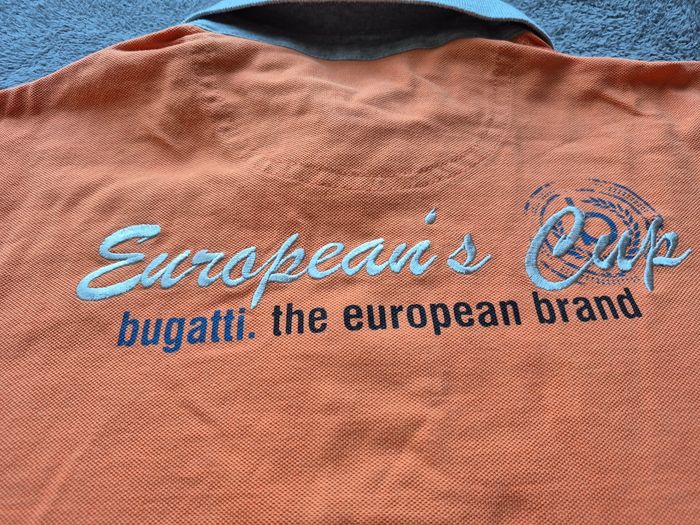 European's Cup
bugatti. the european brand